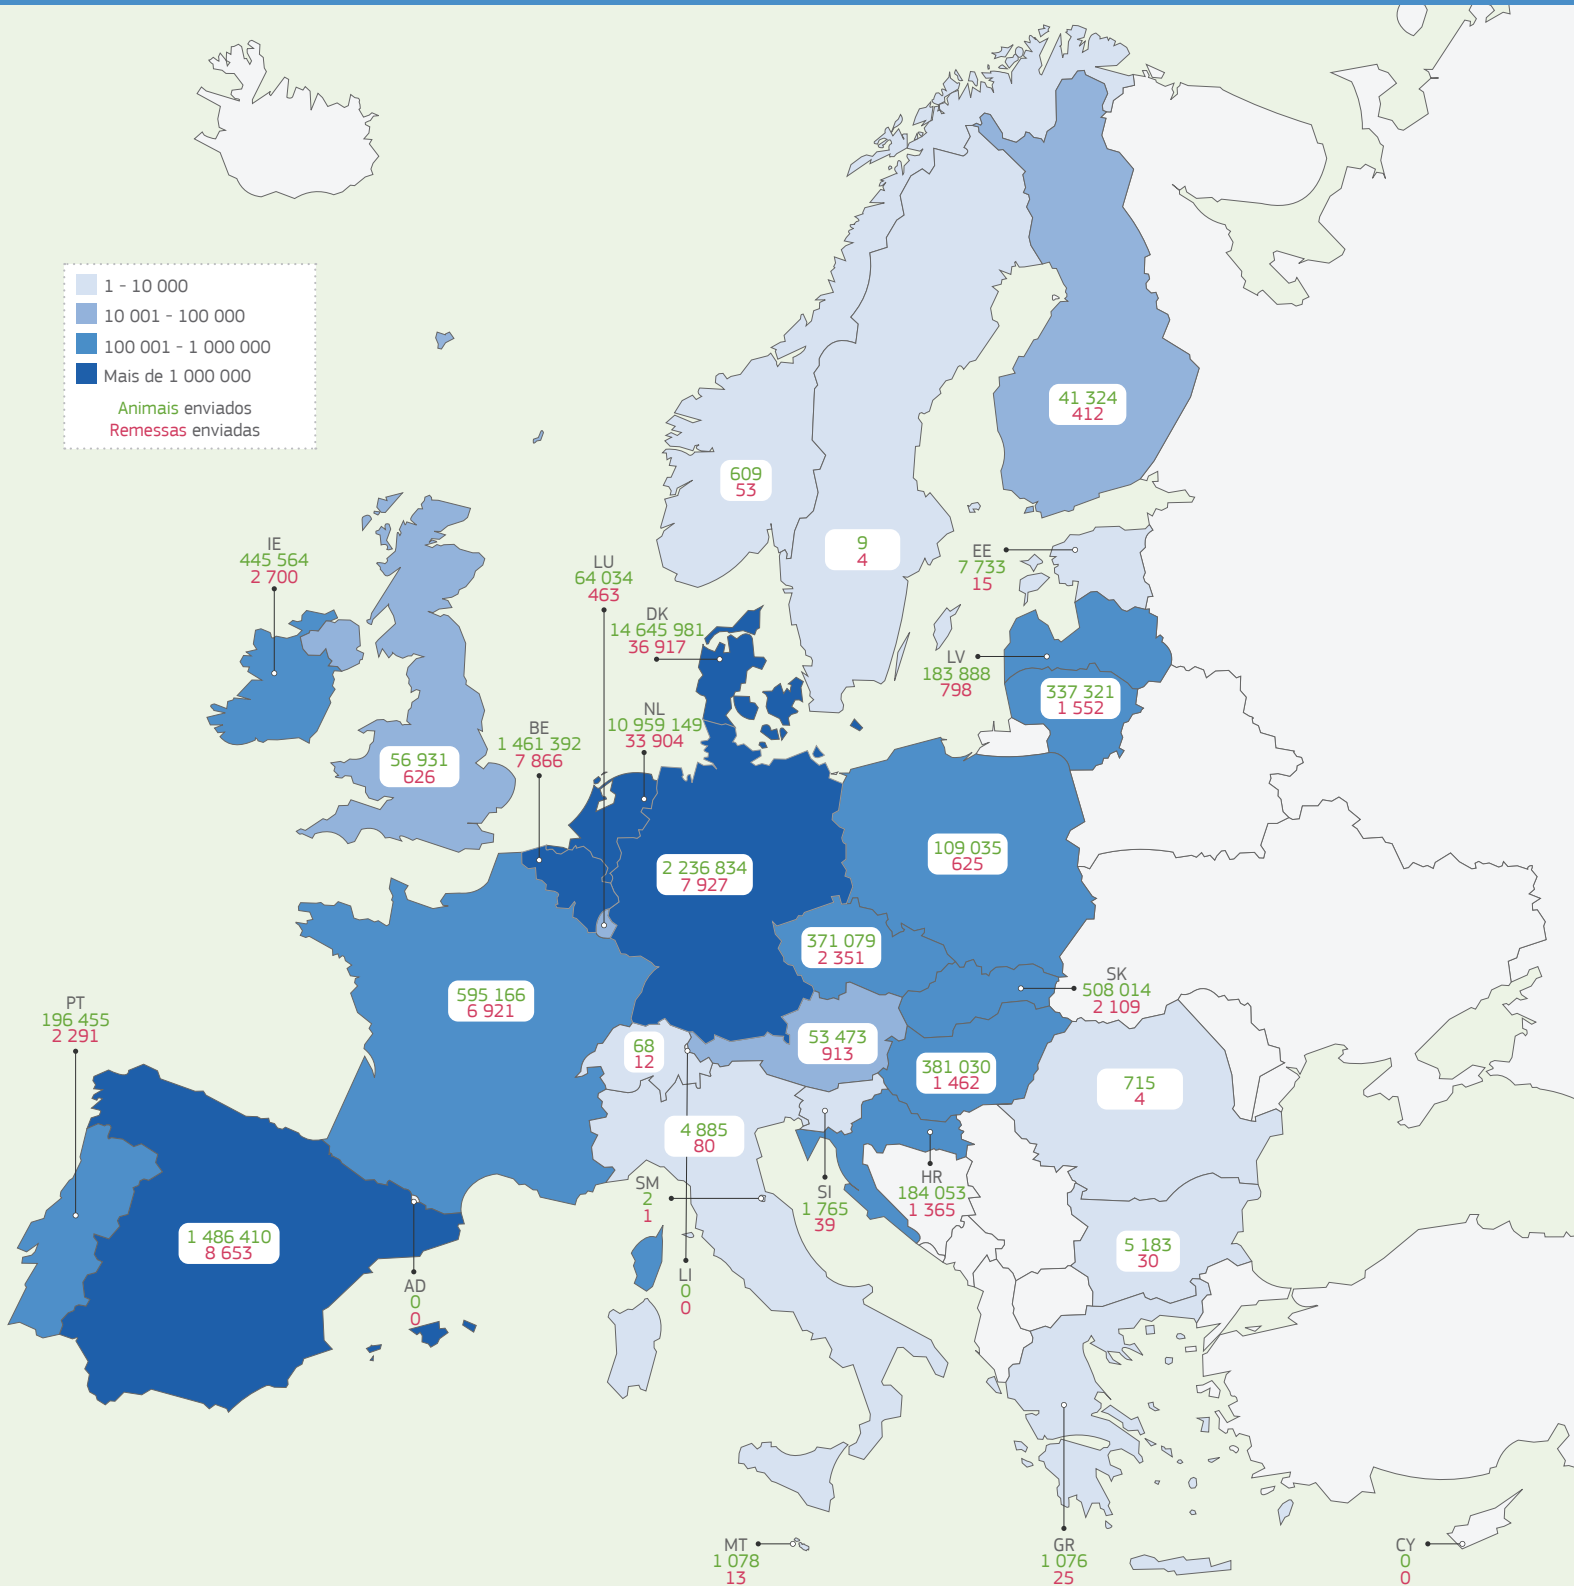 1 - 10 000
10 001 - 100 000
100 001 - 1 000 000
Mais de 1 000 000
Animais enviados
Remessas enviadas
41 324
412
609
53
9
4
IE
445 564
2 700
LU
64 034
463
EE
7 733
15
DK
14 645 981
36 917
LV
183 888
798
337 321
1 552
NL
10 959 149
33 904
BE
1 461 392
7 866
56 931
626
109 035
625
2 236 834
7 927
371 079
2 351
SK
508 014
2 109
595 166
6 921
PT
196 455
2 291
53 473
913
68
12
381 030
1 462
715
4
4 885
80
SM
2
1
SI
1 765
39
HR
184 053
1 365
1 486 410
8 653
5 183
30
AD
0
0
LI
0
0
MT
1 078
13
GR
1 076
25
CY
0
0